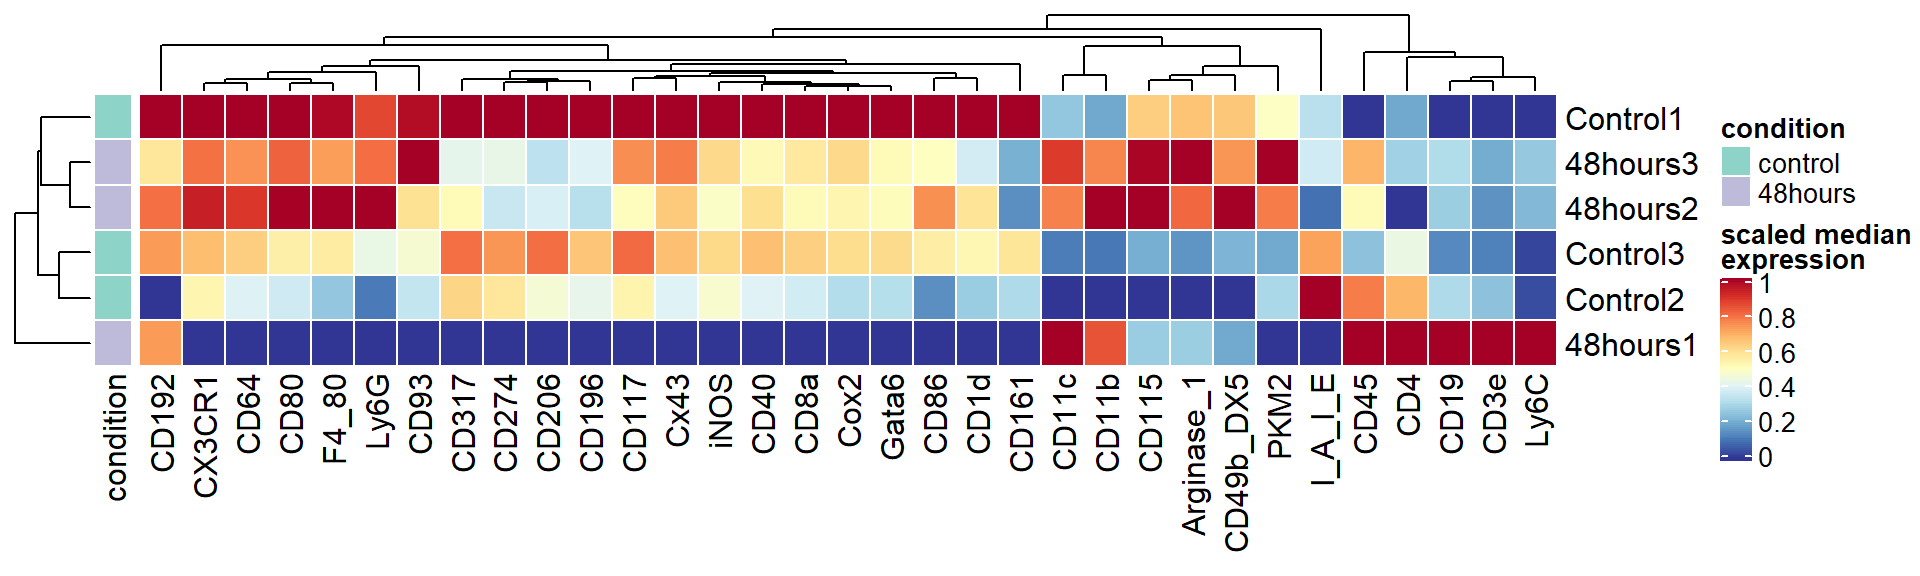 Control1
48hours3
48hours2
Control3
Control2
48hours1
condition
CD192
CX3CR1
CD64
CD80
F4_80
Ly6G
CD93
CD317
CD274
CD206
CD196
CD117
Cx43
iNOS
CD40
CD8a
Cox2
Gata6
CD86
CD1d
CD161
CD11c
CD11b
CD115
Arginase_1
CD49b_DX5
PKM2
I_A_I_E
CD45
CD4
CD19
CD3e
Ly6C
condition
control
48hours
scaled median
expression
1
0.8
0.6
0.4
0.2
0